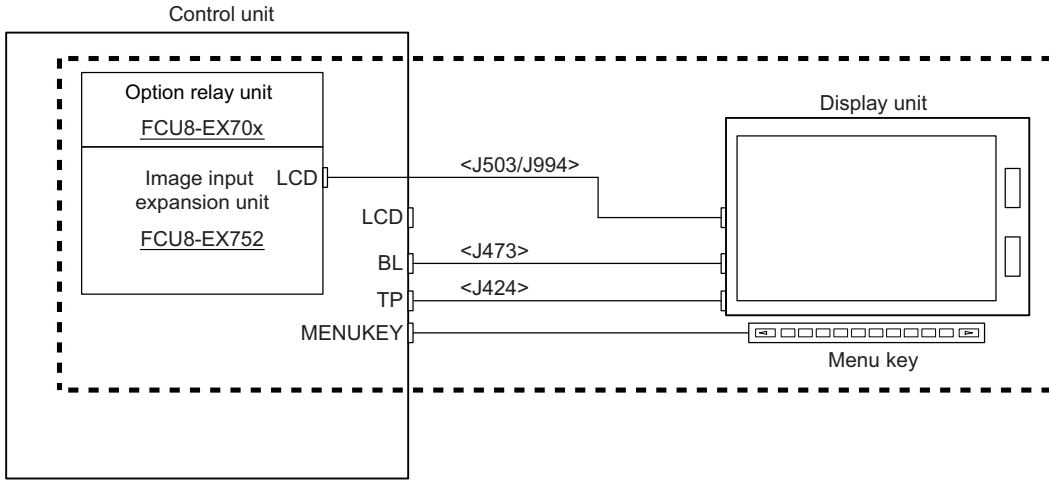 Control unit
Option relay unit
FCU8-EX70x
Image input
expansion unit
FCU8-EX752
LCD
<J503/J994>
LCD
BL
<J473>
TP
<J424>
MENUKEY
Display unit
Menu key